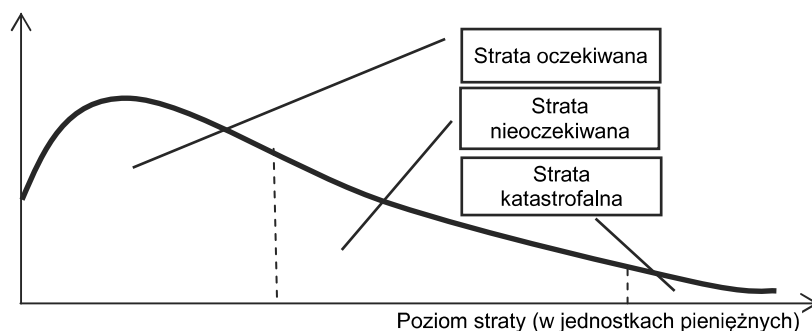 Strata oczekiwana
Strata
nieoczekiwana
Strata
katastrofalna
Poziom straty (w jednostkach pieniężnych)